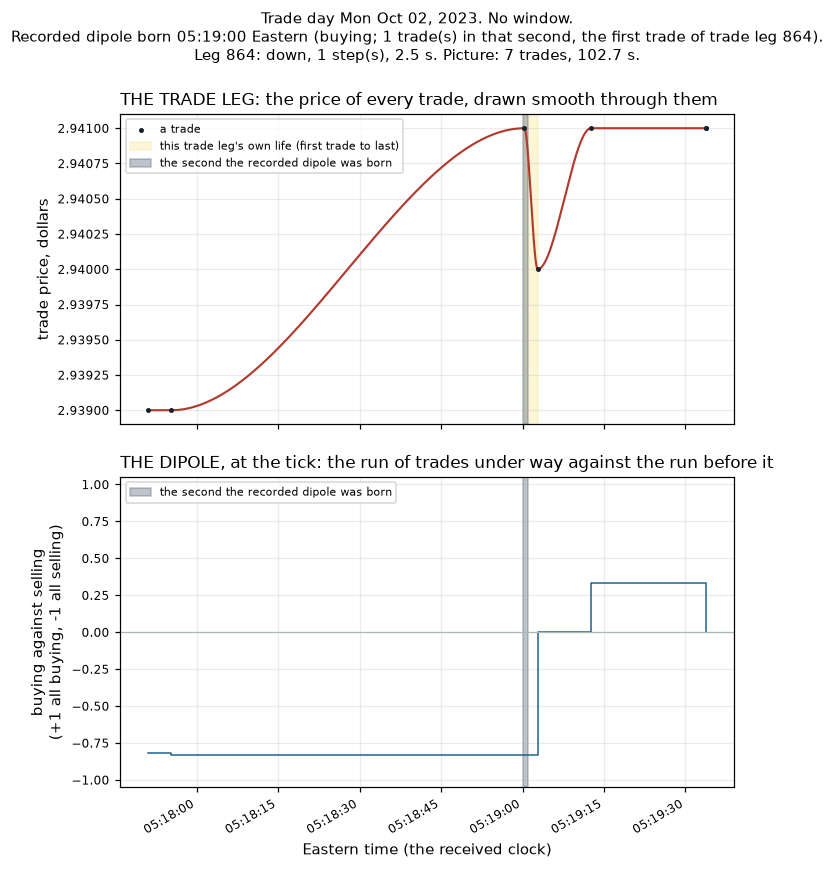 Trade day Mon Oct 02, 2023. No window.
Recorded dipole born 05:19:00 Eastern (buying; 1 trade(s) in that second, the first trade of trade leg 864).
Leg 864: down, 1 step(s), 2.5 s. Picture: 7 trades, 102.7 s.
THE TRADE LEG: the price of every trade, drawn smooth through them
a trade
this trade leg's own life (first trade to last)
the second the recorded dipole was born
trade price, dollars
2.94100
2.94075
2.94050
2.94025
2.94000
2.93975
2.93950
2.93925
2.93900
THE DIPOLE, at the tick: the run of trades under way against the run before it
the second the recorded dipole was born
buying against selling
(+1 all buying, -1 all selling)
1.00
0.75
0.50
0.25
0.00
−0.25
−0.50
−0.75
−1.00
05:18:00
05:18:15
05:18:30
05:18:45
05:19:00
05:19:15
05:19:30
Eastern time (the received clock)